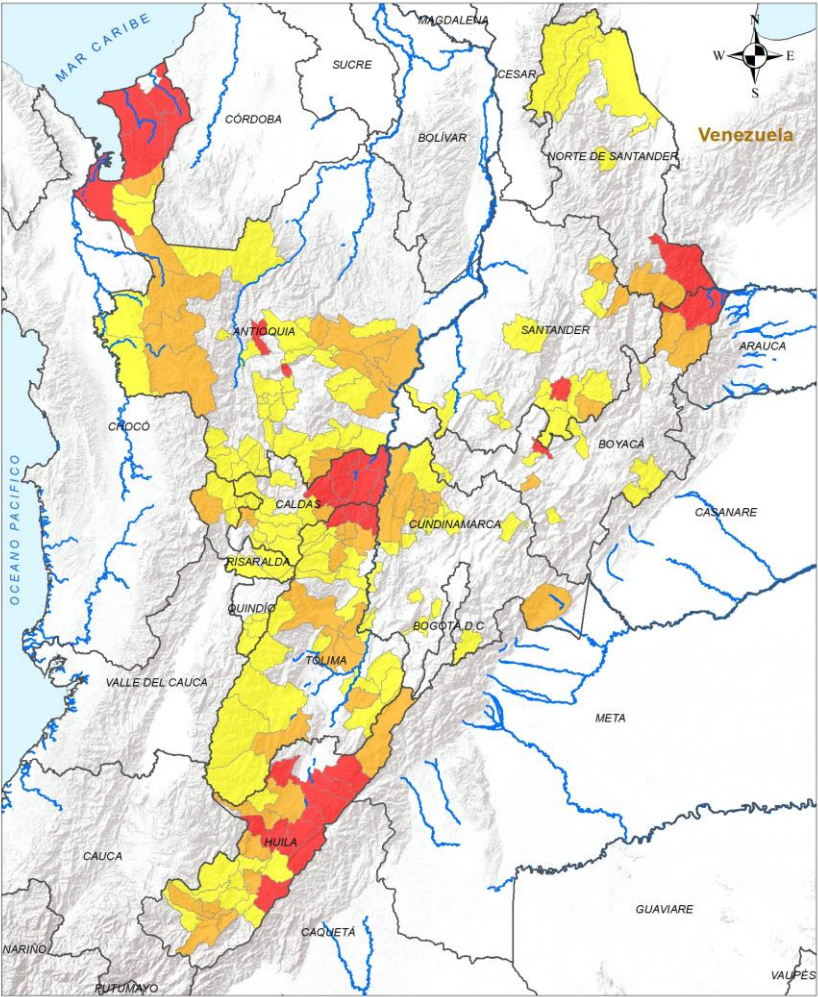 MAGDALENA
N
MAR CARIBE
W
E
SUCRE
CESAR
S
CÓRDOBA
BOLÍVAR
Venezuela
NORTE DE SANTANDER
ANTIOQUIA
SANTANDER
ARAUCA
CHOCÓ
BOYACÁ
OCEANO PACIFICO
CALDAS
CASANARE
CUNDINAMARCA
RISARALDA
QUINDÍO
BOGOTÁ,D.C
TOLIMA
VALLE DEL CAUCA
META
HUILA
CAUCA
GUAVIARE
CAQUETÁ
NARIÑO
VAUPÉS
PUTUMAYO